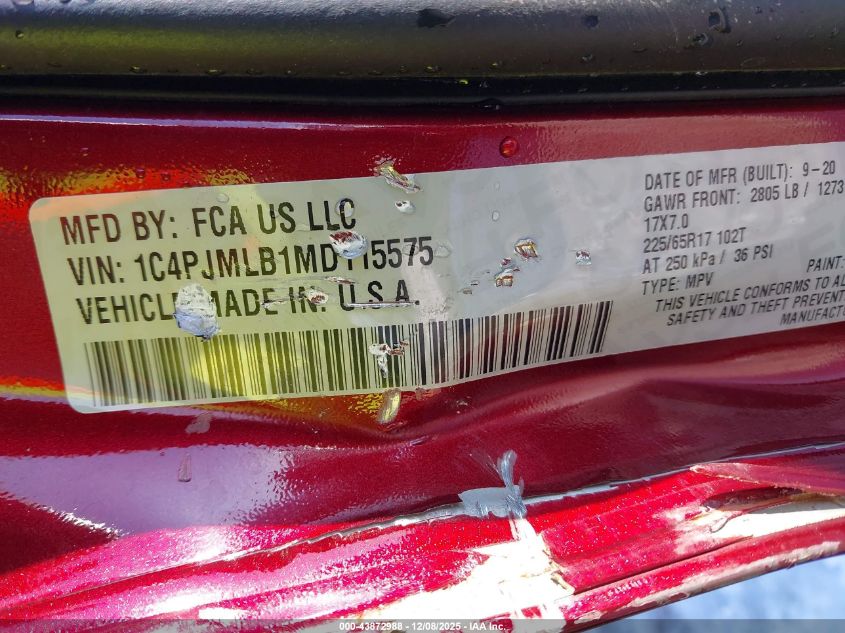 MFD BY: FCA US LLC
VIN: 1C4PJMLB1MD115575
VEHICLE MADE IN: U.S.A.
DATE OF MFR (BUILT): 9-20
GAWR FRONT: 2805 LB / 1273
17X7.0
225/65R17 102T
AT 250 kPa / 36 PSI
TYPE: MPV
PAINT:
THIS VEHICLE CONFORMS TO AL
SAFETY AND THEFT PREVENT
MANUFACTUR
000-43872988 - 12/08/2025 - IAA Inc.